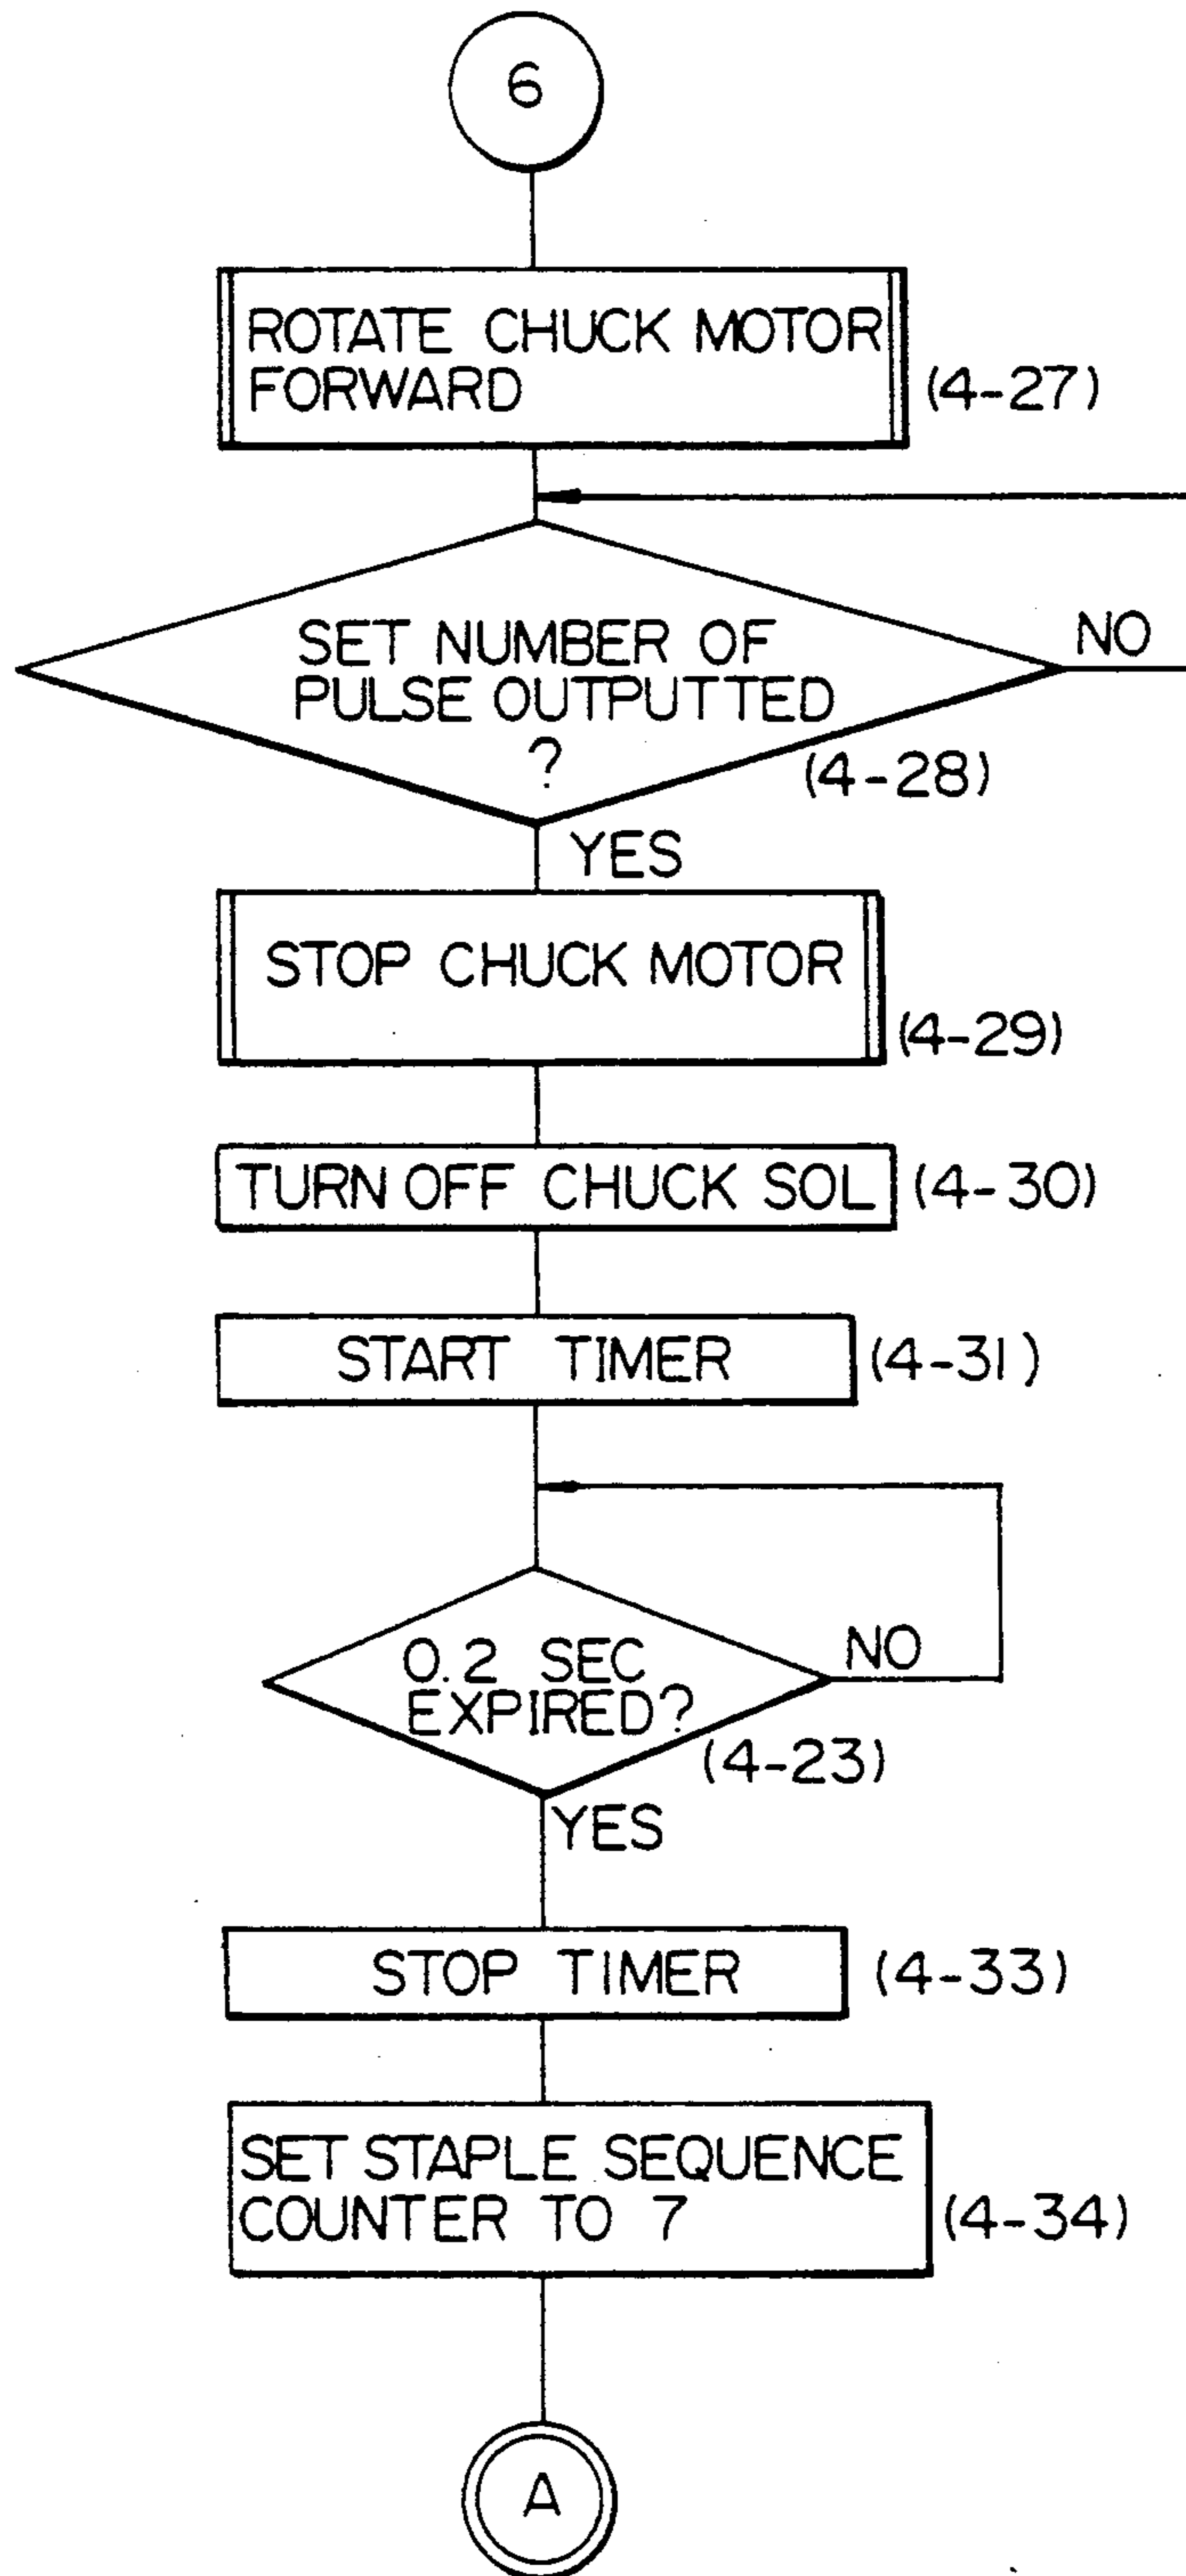 6
ROTATE CHUCK MOTOR
FORWARD
(4-27)
SET NUMBER OF
PULSE OUTPUTTED
?
NO
(4-28)
YES
STOP CHUCK MOTOR
(4-29)
TURN OFF CHUCK SOL (4-30)
START TIMER (4-31)
0.2 SEC
EXPIRED?
NO
(4-23)
YES
STOP TIMER (4-33)
SET STAPLE SEQUENCE
COUNTER TO 7 (4-34)
A